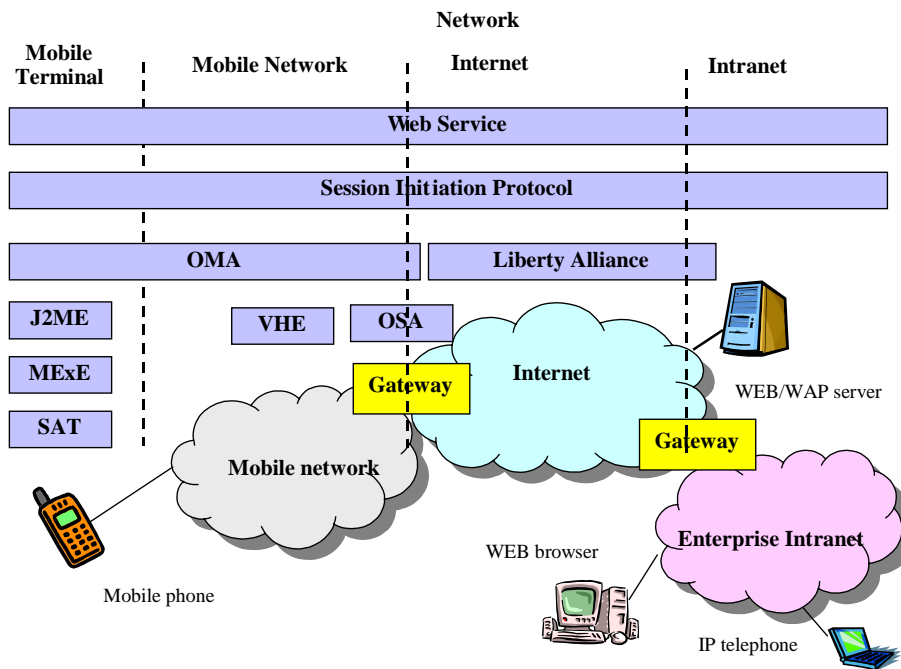 Network
Mobile
Terminal
Mobile Network
Internet
Intranet
Web Service
Session Initiation Protocol
OMA
Liberty Alliance
J2ME
VHE
OSA
MExE
Gateway
Internet
WEB/WAP server
SAT
Gateway
Mobile network
Enterprise Intranet
WEB browser
Mobile phone
IP telephone